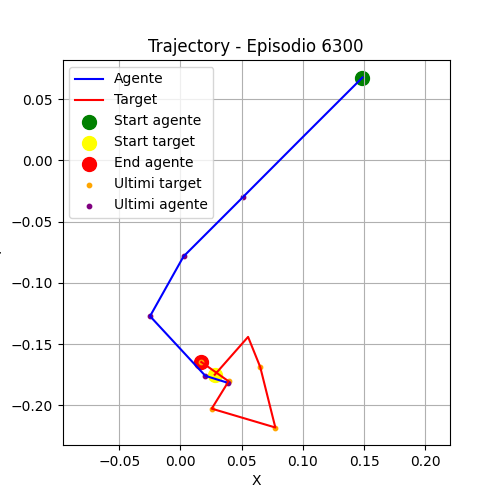 Trajectory - Episodio 6300
Agente
Target
Start agente
Start target
End agente
Ultimi target
Ultimi agente
0.05
0.00
−0.05
−0.10
−0.15
−0.20
−0.05
0.00
0.05
0.10
0.15
0.20
X